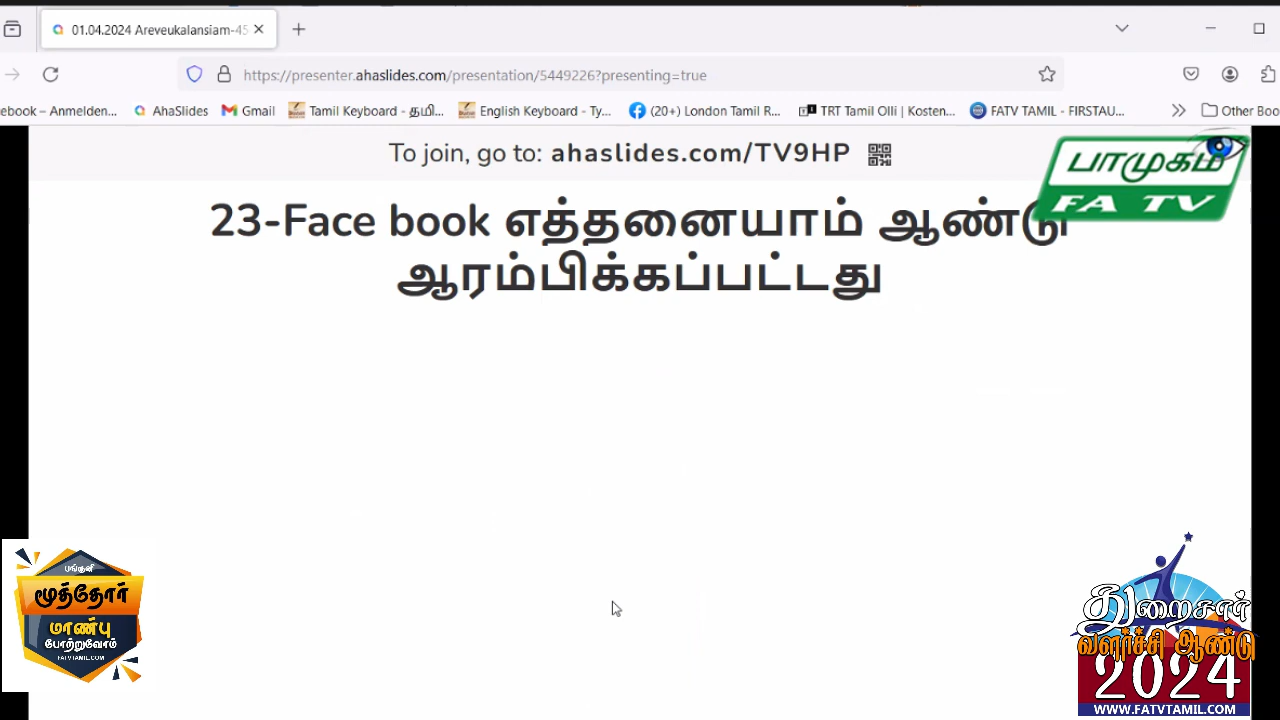 01.04.2024 Areveukalansiam-45
https://presenter.ahaslides.com/presentation/5449226?presenting=true
ebook – Anmelden... AhaSlides Gmail Tamil Keyboard - தமி... English Keyboard - Ty... (20+) London Tamil R... TRT Tamil Olli | Kosten... FATV TAMIL - FIRSTAU... Other Boo
To join, go to: ahaslides.com/TV9HP
பாமுகம்
FA TV
23-Face book எத்தனையாம் ஆண்டு
ஆரம்பிக்கப்பட்டது
பங்குனி
மூத்தோர்
மாண்பு
போற்றுவோம்
FATVTAMIL.COM
துறைசார்
வளர்ச்சி ஆண்டு
2024
WWW.FATVTAMIL.COM